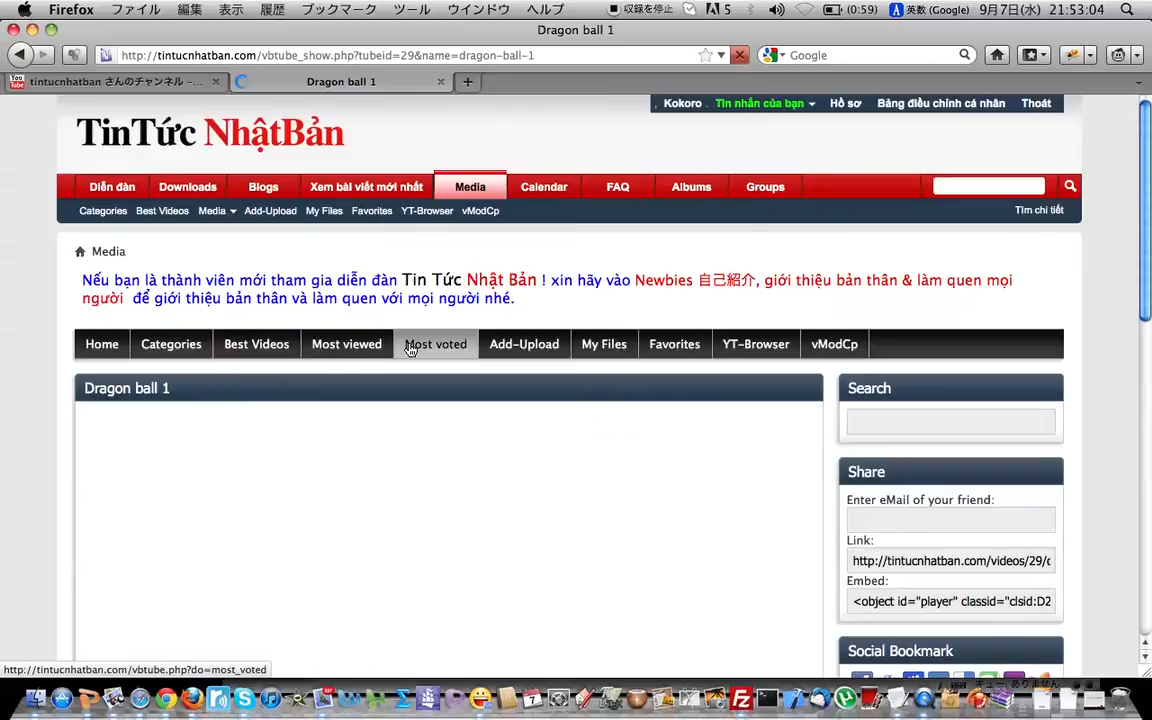 Firefox ファイル 編集 表示 履歴 ブックマーク ツール ウインドウ ヘルプ 収録を停止 5 (0:59) 英数 (Google) 9月7日(水) 21:53:04
Dragon ball 1
http://tintucnhatban.com/vbtube_show.php?tubeid=29&name=dragon-ball-1 Google
tintucnhatban さんのチャンネル -... Dragon ball 1
Kokoro Tin nhắn của bạn Hồ sơ Bảng điều chỉnh cá nhân Thoát
TinTức NhậtBản
Diễn đàn Downloads Blogs Xem bài viết mới nhất Media Calendar FAQ Albums Groups
Categories Best Videos Media Add-Upload My Files Favorites YT-Browser vModCp Tìm chi tiết
Media
Nếu bạn là thành viên mới tham gia diễn đàn Tin Tức Nhật Bản ! xin hãy vào Newbies 自己紹介, giới thiệu bản thân & làm quen mọi
người để giới thiệu bản thân và làm quen với mọi người nhé.
Home Categories Best Videos Most viewed Most voted Add-Upload My Files Favorites YT-Browser vModCp
Dragon ball 1 Search
Share
Enter eMail of your friend:
Link:
http://tintucnhatban.com/videos/29/
Embed:
<object id="player" classid="clsid:D2
Social Bookmark
http://tintucnhatban.com/vbtube.php?do=most_voted